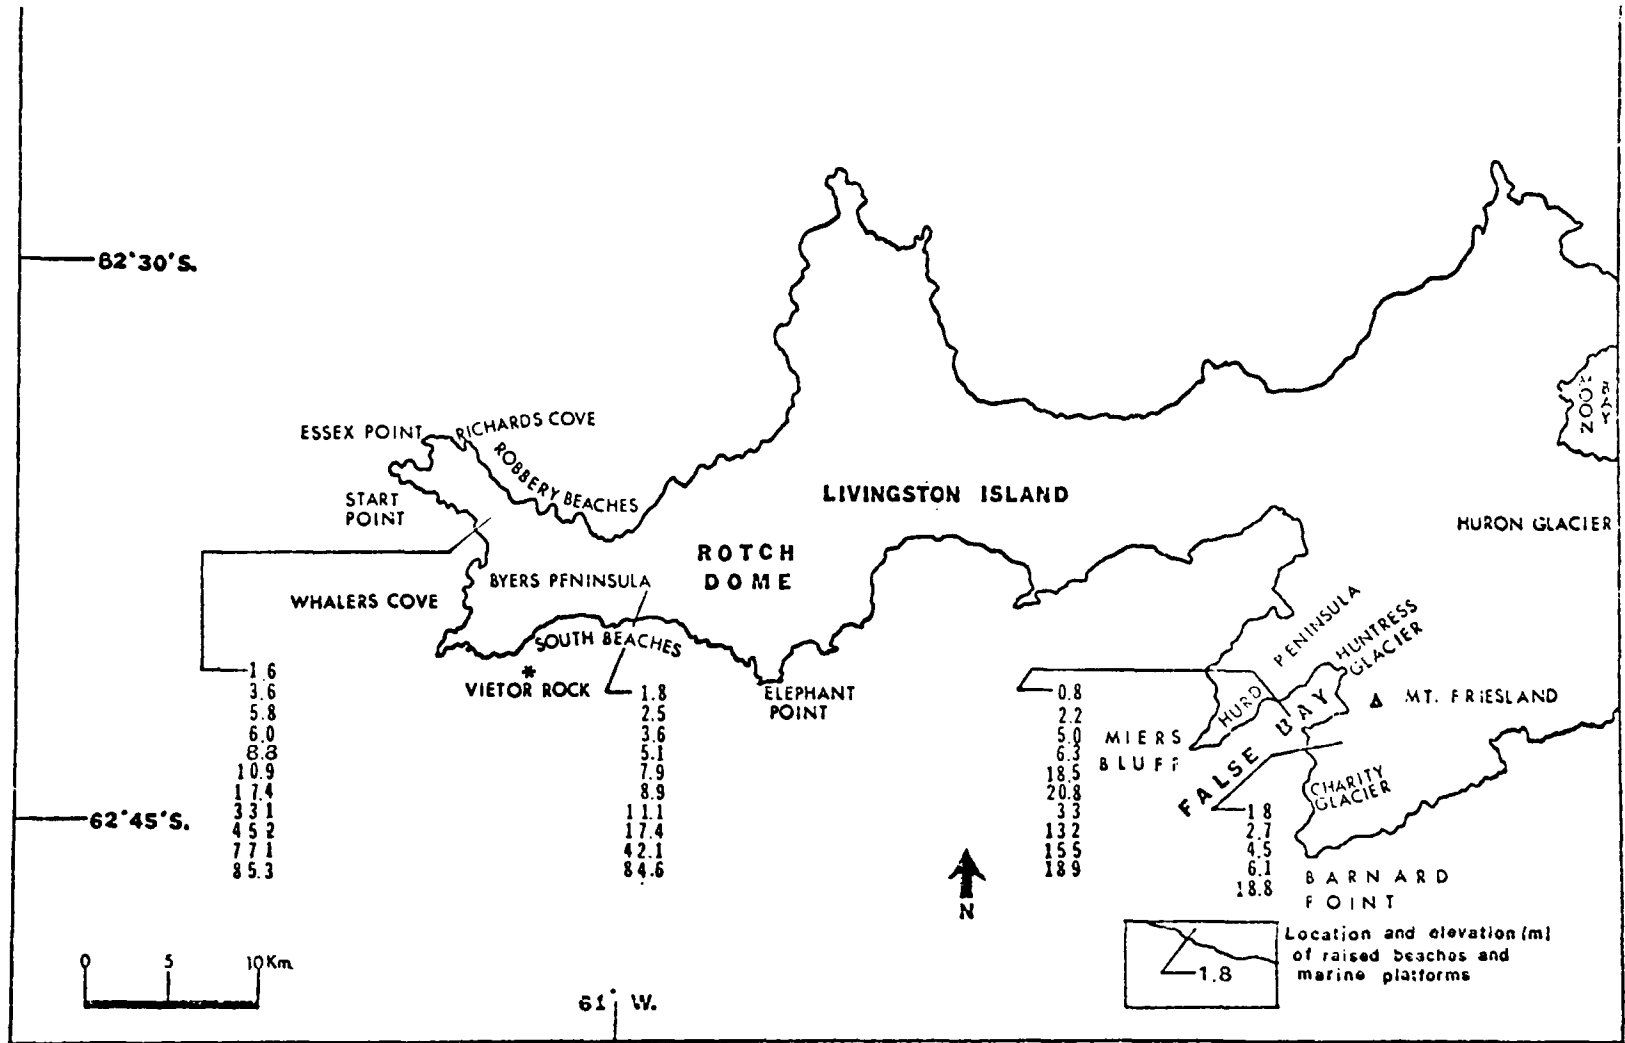 82°30'S.
ESSEX POINT
RICHARDS COVE
ROBBERY BEACHES
START
POINT
LIVINGSTON ISLAND
MOON
BAY
HURON GLACIER
ROTCH
DOME
BYERS PENINSULA
WHALERS COVE
SOUTH BEACHES
VIETOR ROCK
ELEPHANT
POINT
HURD PENINSULA
HUNTRESS
GLACIER
MT. FRIESLAND
MIERS
BLUFF
FALSE BAY
CHARITY
GLACIER
62°45'S.
1.6
3.6
5.8
6.0
8.8
10.9
17.4
33.1
45.2
77.1
85.3
1.8
2.5
3.6
5.1
7.9
8.9
11.1
17.4
42.1
84.6
0.8
2.2
5.0
6.3
18.5
20.8
33
132
155
189
1.8
2.7
4.5
6.1
18.8
BARNARD
POINT
N
0 5 10 Km
61° W.
1.8
Location and elevation (m)
of raised beaches and
marine platforms